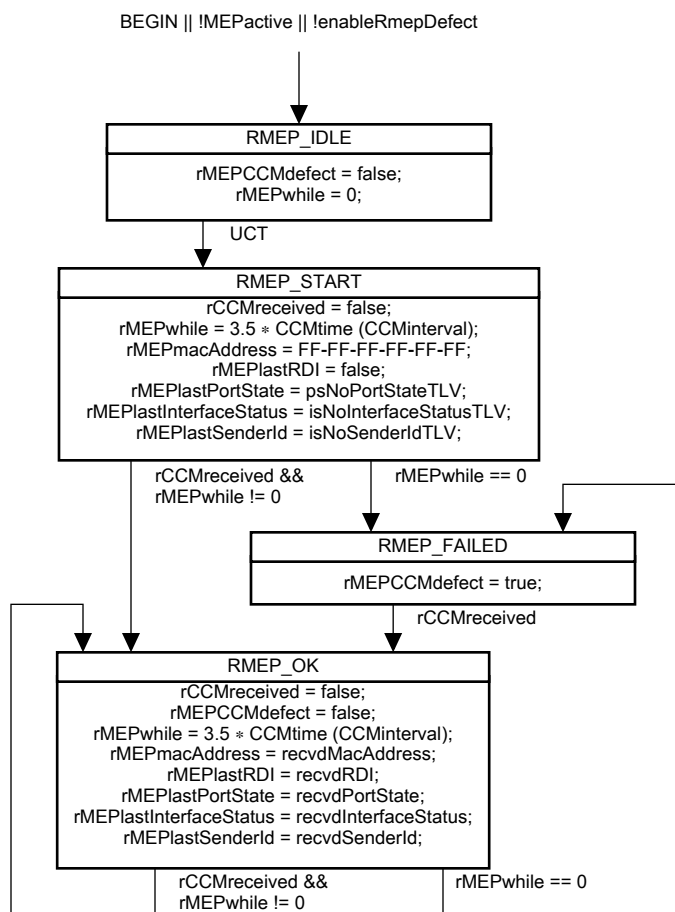 BEGIN || !MEPactive || !enableRmepDefect
RMEP_IDLE
rMEPCCMdefect = false;
rMEPwhile = 0;
UCT
RMEP_START
rCCMreceived = false;
rMEPwhile = 3.5 * CCMtime (CCMinterval);
rMEPmacAddress = FF-FF-FF-FF-FF-FF;
rMEPlastRDI = false;
rMEPlastPortState = psNoPortStateTLV;
rMEPlastInterfaceStatus = isNoInterfaceStatusTLV;
rMEPlastSenderId = isNoSenderIdTLV;
rCCMreceived &&
rMEPwhile != 0
rMEPwhile == 0
RMEP_FAILED
rMEPCCMdefect = true;
rCCMreceived
RMEP_OK
rCCMreceived = false;
rMEPCCMdefect = false;
rMEPwhile = 3.5 * CCMtime (CCMinterval);
rMEPmacAddress = recvdMacAddress;
rMEPlastRDI = recvdRDI;
rMEPlastPortState = recvdPortState;
rMEPlastInterfaceStatus = recvdInterfaceStatus;
rMEPlastSenderId = recvdSenderId;
rCCMreceived &&
rMEPwhile != 0
rMEPwhile == 0